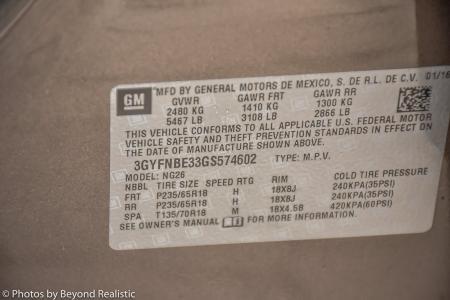 GM
MFD BY GENERAL MOTORS DE MEXICO, S. DE R.L. DE C.V. 01/16
GVWR GAWR FRT GAWR RR
2480 KG 1410 KG 1300 KG
5467 LB 3108 LB 2866 LB
THIS VEHICLE CONFORMS TO ALL APPLICABLE U.S. FEDERAL MOTOR
VEHICLE SAFETY AND THEFT PREVENTION STANDARDS IN EFFECT ON
THE DATE OF MANUFACTURE SHOWN ABOVE.
3GYFNBE33GS574602 TYPE: M.P.V.
MODEL: NG26
NBBL TIRE SIZE SPEED RTG RIM COLD TIRE PRESSURE
FRT P235/65R18 H 18X8J 240KPA(35PSI)
RR P235/65R18 H 18X8J 240KPA(35PSI)
SPA T135/70R18 M 18X4.5B 420KPA(60PSI)
SEE OWNER'S MANUAL FOR MORE INFORMATION.
© Photos by Beyond Realistic